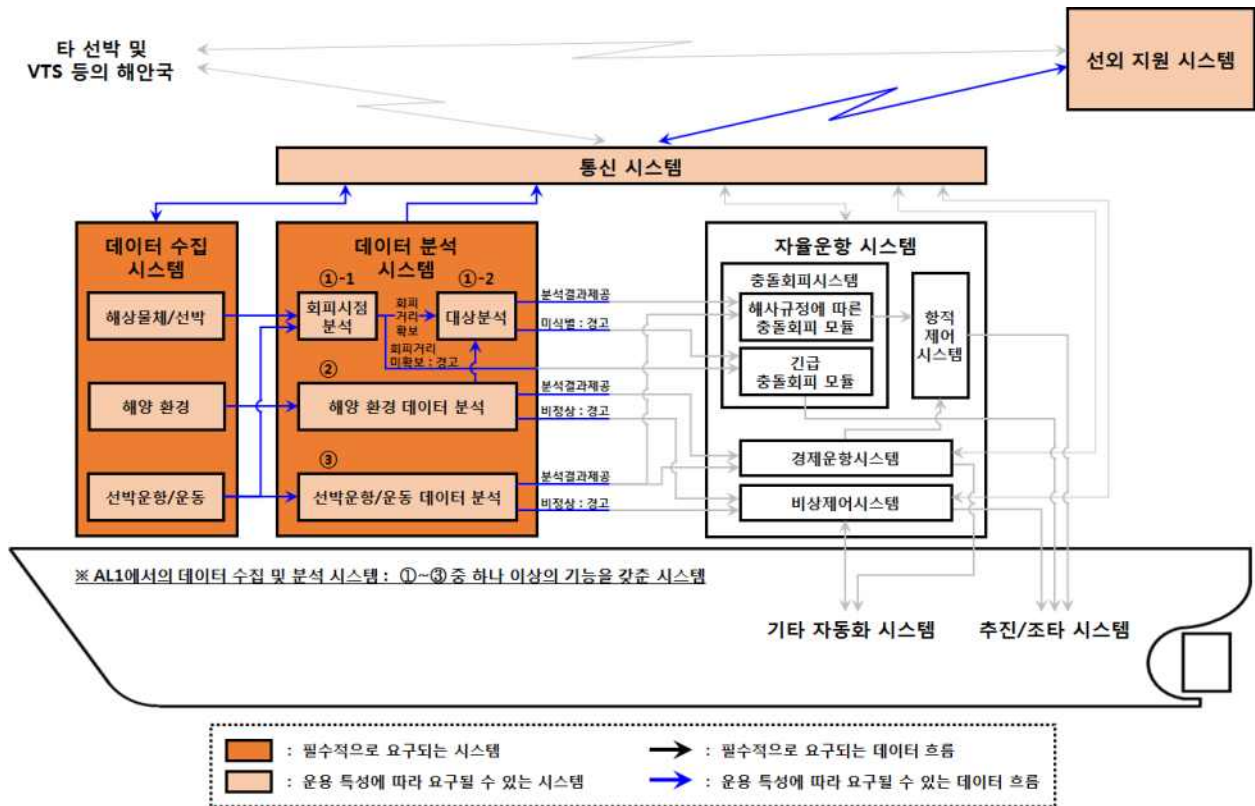 타 선박 및
VTS 등의 해안국
선외 지원 시스템
통신 시스템
데이터 수집
시스템
해상물체/선박
해양 환경
선박운항/운동
데이터 분석
시스템
①-1
①-2
회피시점
분석
회피
거리
확보
대상분석
회피거리
미확보 : 경고
②
해양 환경 데이터 분석
③
선박운항/운동 데이터 분석
분석결과제공
미식별 : 경고
분석결과제공
비정상 : 경고
분석결과제공
비정상 : 경고
자율운항 시스템
충돌회피시스템
해사규정에 따른
충돌회피 모듈
긴급
충돌회피 모듈
항적
제어
시스템
경제운항시스템
비상제어시스템
※ AL1에서의 데이터 수집 및 분석 시스템 : ①~③ 중 하나 이상의 기능을 갖춘 시스템
기타 자동화 시스템
추진/조타 시스템
: 필수적으로 요구되는 시스템
: 필수적으로 요구되는 데이터 흐름
: 운용 특성에 따라 요구될 수 있는 시스템
: 운용 특성에 따라 요구될 수 있는 데이터 흐름